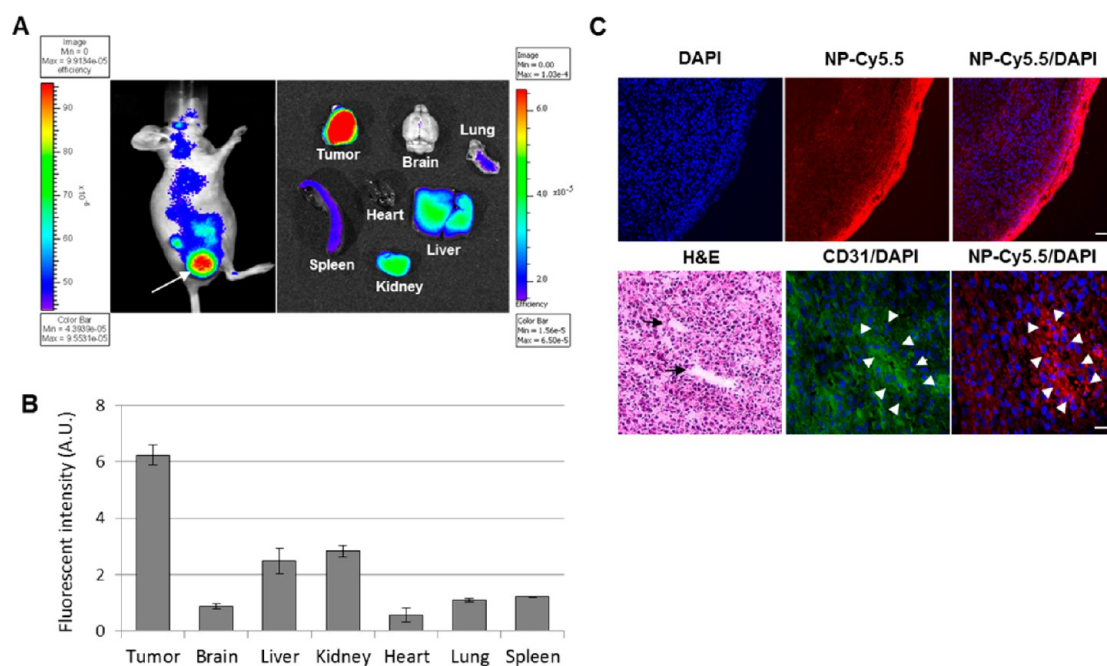 A
Image
Min = 0
Max = 9.9134e-05
efficiency
90
80
70
60
50
x10-6
Color Bar
Min = 4.3939e-05
Max = 9.5531e-05
Tumor
Brain
Lung
Heart
Spleen
Liver
Kidney
Image
Min = 0.00
Max = 1.03e-4
6.0
4.0
x10-5
2.0
Efficiency
Color Bar
Min = 1.56e-5
Max = 6.50e-5
B
Fluorescent intensity (A.U.)
8
6
4
2
0
Tumor Brain Liver Kidney Heart Lung Spleen
C
DAPI NP-Cy5.5 NP-Cy5.5/DAPI
H&E CD31/DAPI NP-Cy5.5/DAPI